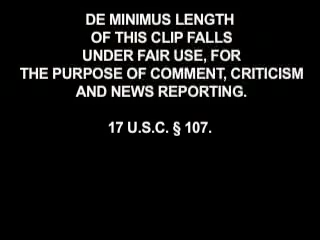 DE MINIMUS LENGTH
OF THIS CLIP FALLS
UNDER FAIR USE, FOR
THE PURPOSE OF COMMENT, CRITICISM
AND NEWS REPORTING.
17 U.S.C. § 107.